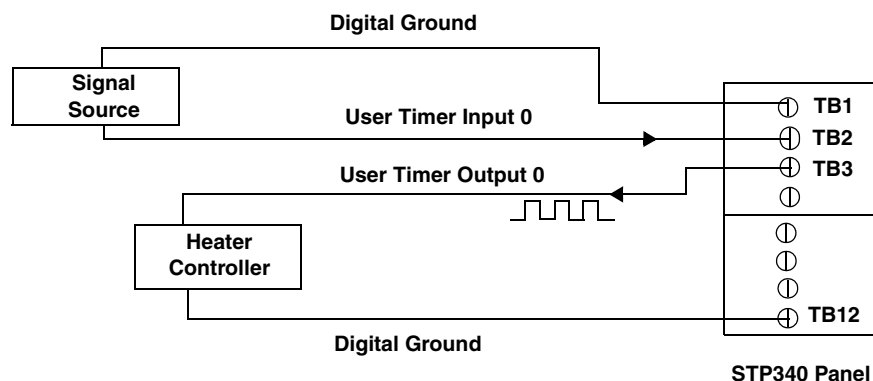 Digital Ground
Signal
Source
TB1
User Timer Input 0
TB2
User Timer Output 0
TB3
Heater
Controller
TB12
Digital Ground
STP340 Panel